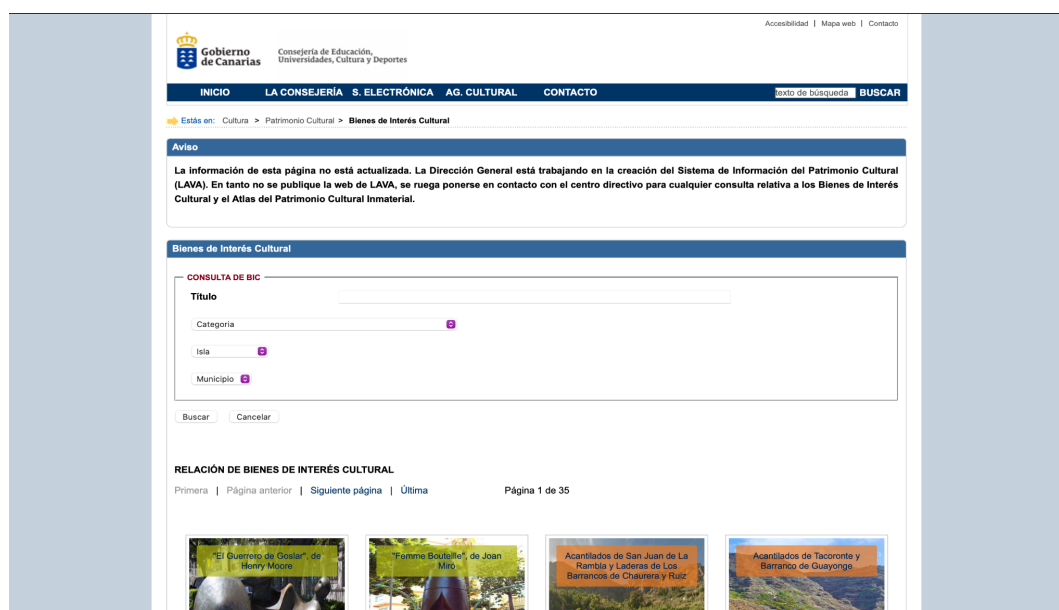 Accesibilidad | Mapa web | Contacto
Gobierno
de Canarias
Consejería de Educación,
Universidades, Cultura y Deportes
INICIO LA CONSEJERÍA S. ELECTRÓNICA AG. CULTURAL CONTACTO texto de búsqueda BUSCAR
Estás en: Cultura > Patrimonio Cultural > Bienes de Interés Cultural
Aviso
La información de esta página no está actualizada. La Dirección General está trabajando en la creación del Sistema de Información del Patrimonio Cultural
(LAVA). En tanto no se publique la web de LAVA, se ruega ponerse en contacto con el centro directivo para cualquier consulta relativa a los Bienes de Interés
Cultural y el Atlas del Patrimonio Cultural Inmaterial.
Bienes de Interés Cultural
CONSULTA DE BIC
Título
Categoria
Isla
Municipio
Buscar Cancelar
RELACIÓN DE BIENES DE INTERÉS CULTURAL
Primera | Página anterior | Siguiente página | Última Página 1 de 35
"El Guerrero de Goslar", de
Henry Moore
"Femme Bouteille", de Joan
Miró
Acantilados de San Juan de La
Rambla y Laderas de Los
Barrancos de Chaurera y Ruiz
Acantilados de Tacoronte y
Barranco de Guayonge